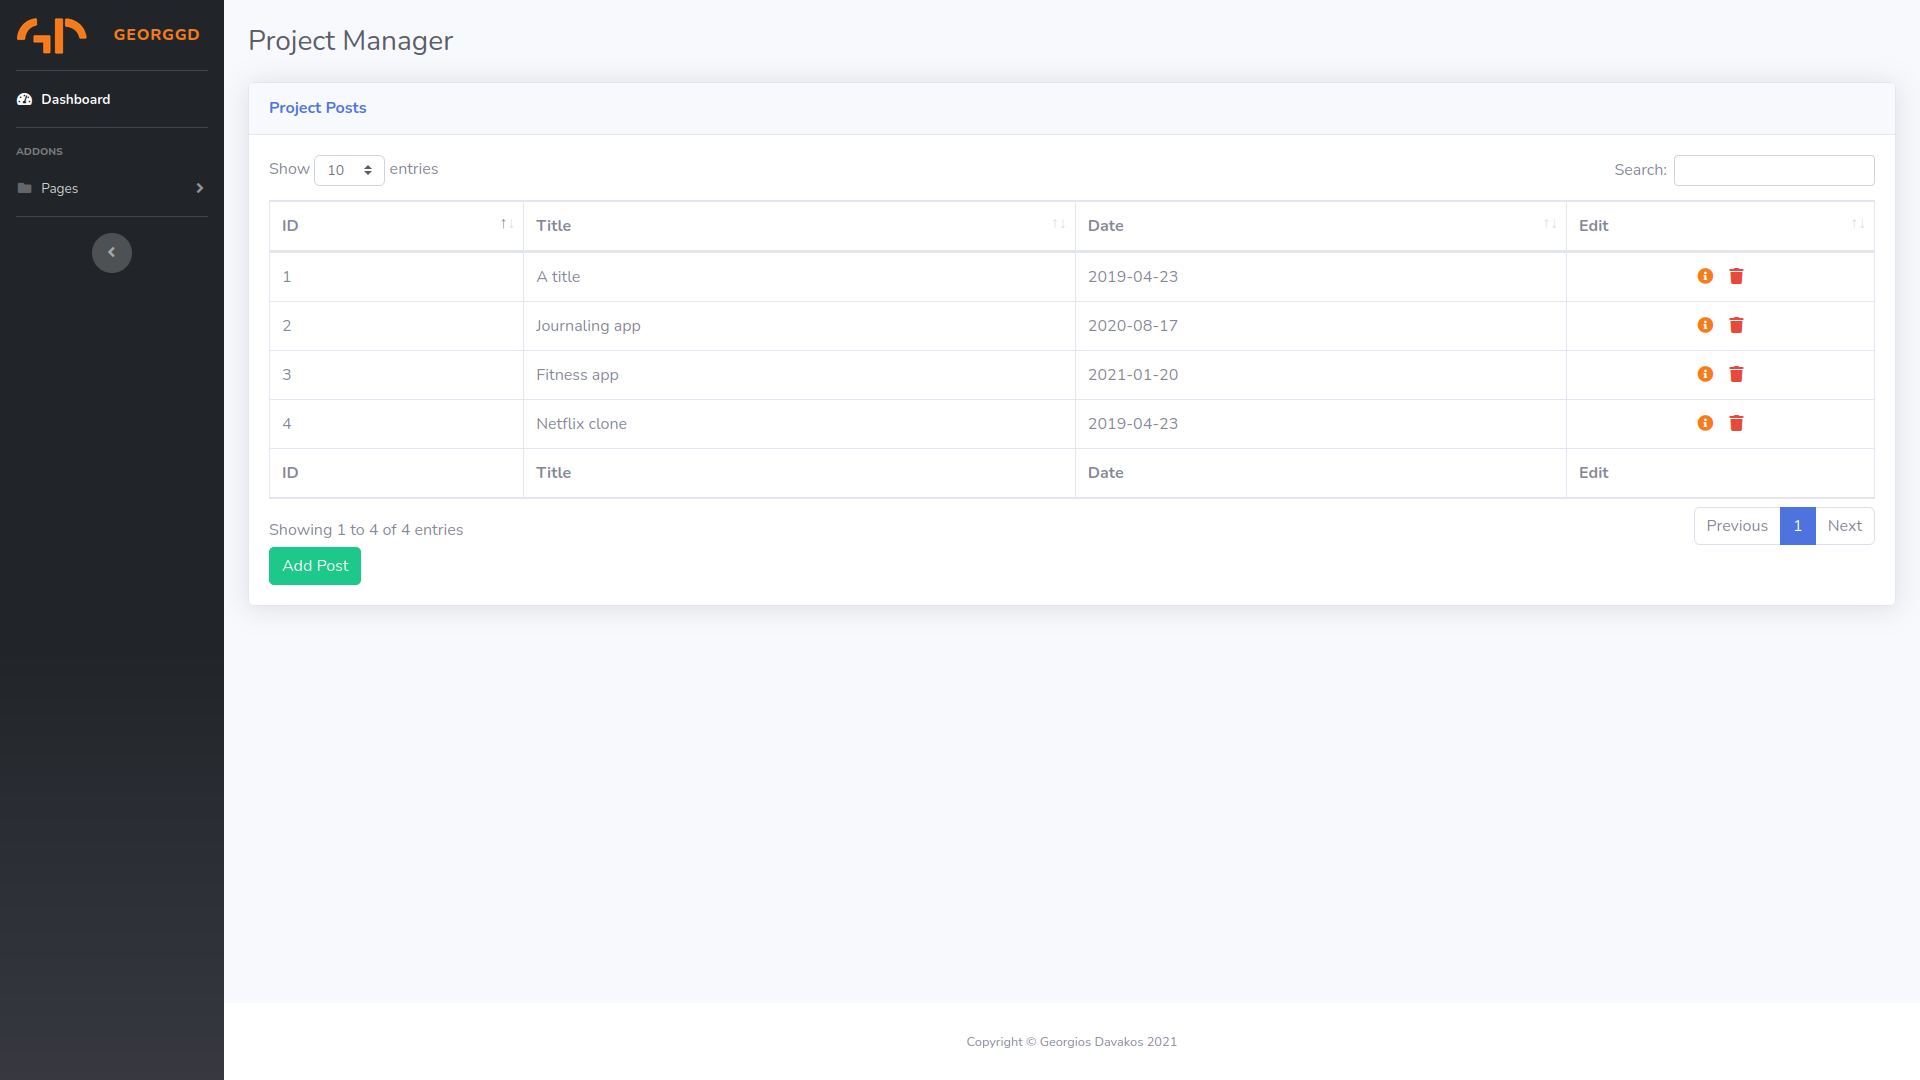 GEORGGD
Dashboard
ADDONS
Pages
Project Manager
Project Posts
Show 10 entries
Search:
ID Title Date Edit
1 A title 2019-04-23
2 Journaling app 2020-08-17
3 Fitness app 2021-01-20
4 Netflix clone 2019-04-23
ID Title Date Edit
Showing 1 to 4 of 4 entries
Previous 1 Next
Add Post
Copyright © Georgios Davakos 2021